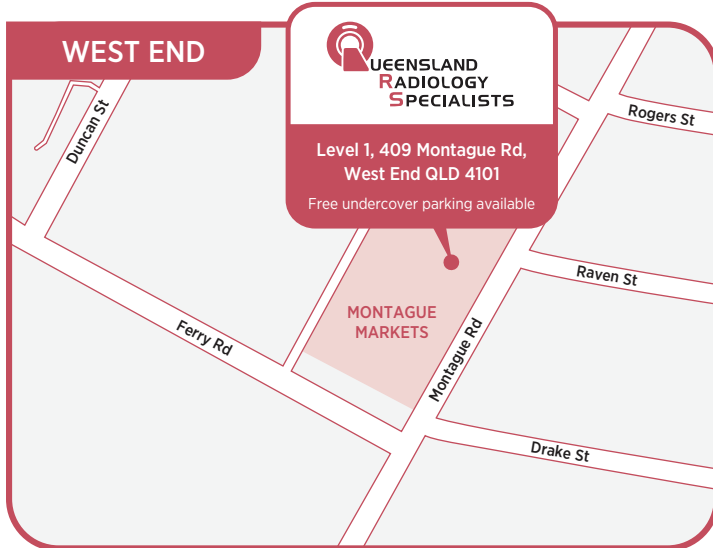 WEST END
QUEENSLAND
RADIOLOGY
SPECIALISTS
Level 1, 409 Montague Rd,
West End QLD 4101
Free undercover parking available
Duncan St
Rogers St
Raven St
MONTAGUE
MARKETS
Ferry Rd
Montague Rd
Drake St